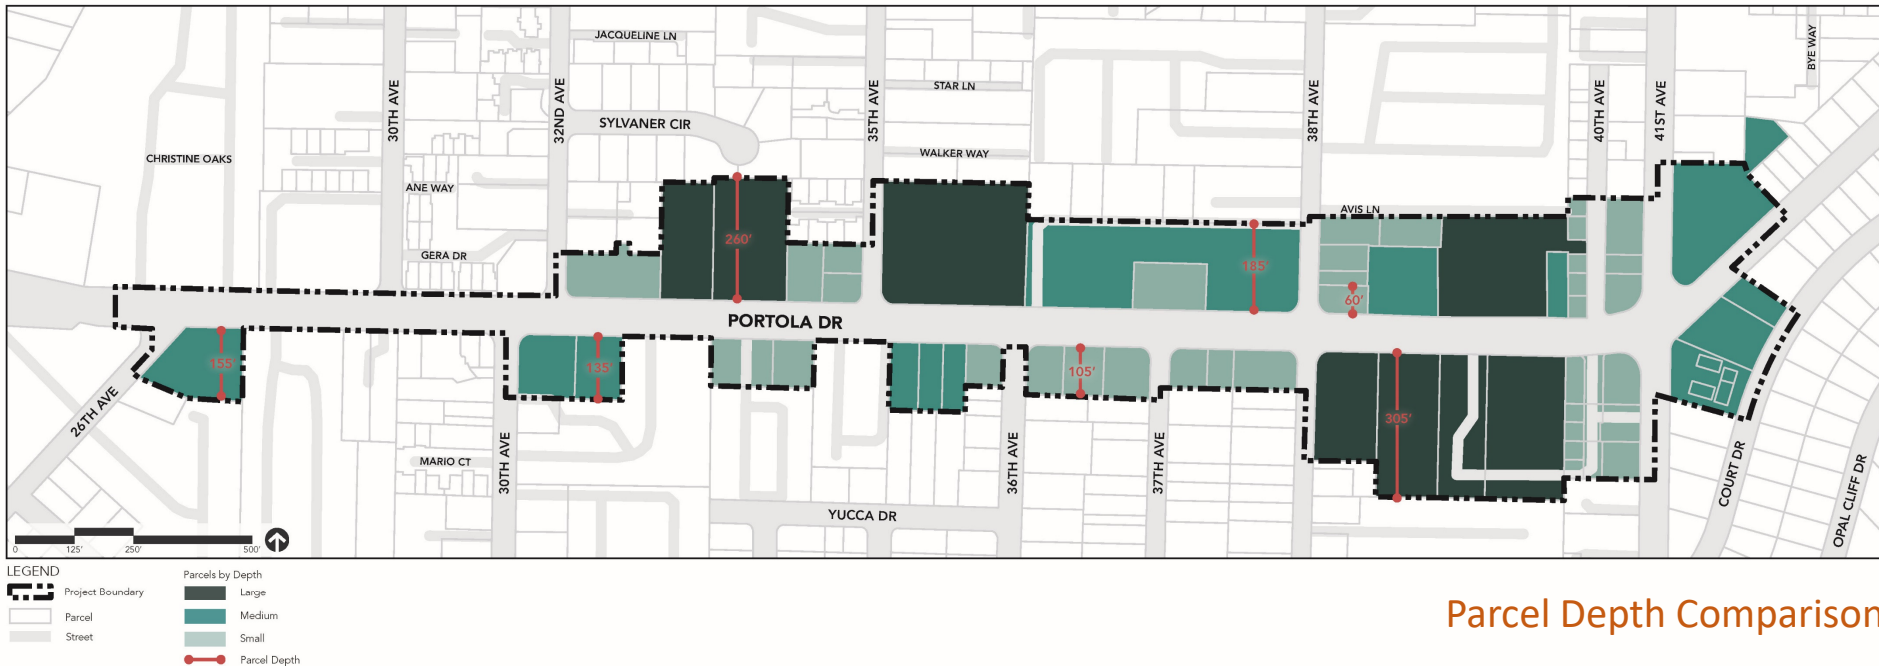 JACQUELINE LN
BYE WAY
30TH AVE
32ND AVE
35TH AVE
STAR LN
38TH AVE
40TH AVE
41ST AVE
SYLVANER CIR
CHRISTINE OAKS
WALKER WAY
ANE WAY
AVIS LN
260'
GERA DR
185'
60'
PORTOLA DR
155'
135'
105'
26TH AVE
305'
MARIO CT
30TH AVE
36TH AVE
37TH AVE
COURT DR
OPAL CLIFF DR
YUCCA DR
0 125' 250' 500'
LEGEND
Project Boundary
Parcel
Street
Parcels by Depth
Large
Medium
Small
Parcel Depth
Parcel Depth Comparison